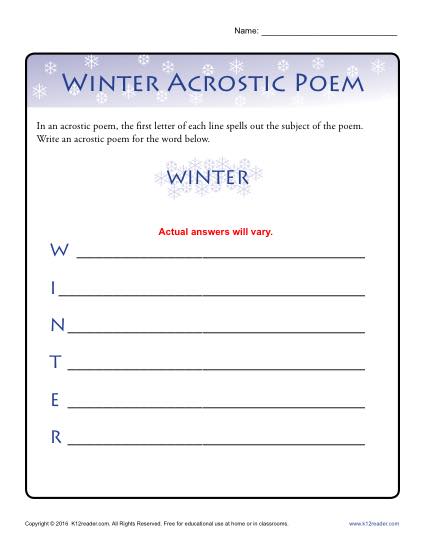 Name: ____________________
WINTER ACROSTIC POEM
In an acrostic poem, the first letter of each line spells out the subject of the poem.
Write an acrostic poem for the word below.
WINTER
Actual answers will vary.
W
I
N
T
E
R
Copyright © 2016 K12reader.com. All Rights Reserved. Free for educational use at home or in classrooms. www.k12reader.com